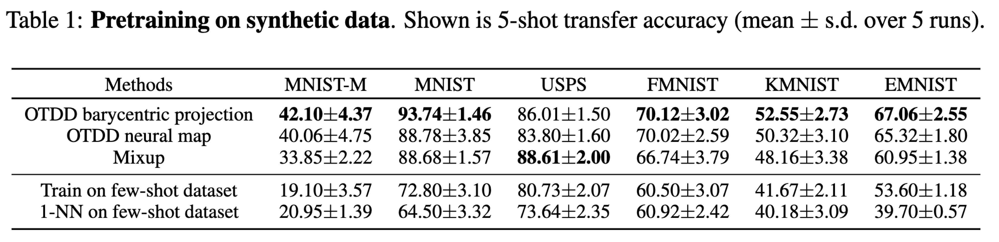 Table 1: Pretraining on synthetic data. Shown is 5-shot transfer accuracy (mean ± s.d. over 5 runs).
Methods MNIST-M MNIST USPS FMNIST KMNIST EMNIST
OTDD barycentric projection 42.10±4.37 93.74±1.46 86.01±1.50 70.12±3.02 52.55±2.73 67.06±2.55
OTDD neural map 40.06±4.75 88.78±3.85 83.80±1.60 70.02±2.59 50.32±3.10 65.32±1.80
Mixup 33.85±2.22 88.68±1.57 88.61±2.00 66.74±3.79 48.16±3.38 60.95±1.38
Train on few-shot dataset 19.10±3.57 72.80±3.10 80.73±2.07 60.50±3.07 41.67±2.11 53.60±1.18
1-NN on few-shot dataset 20.95±1.39 64.50±3.32 73.64±2.35 60.92±2.42 40.18±3.09 39.70±0.57